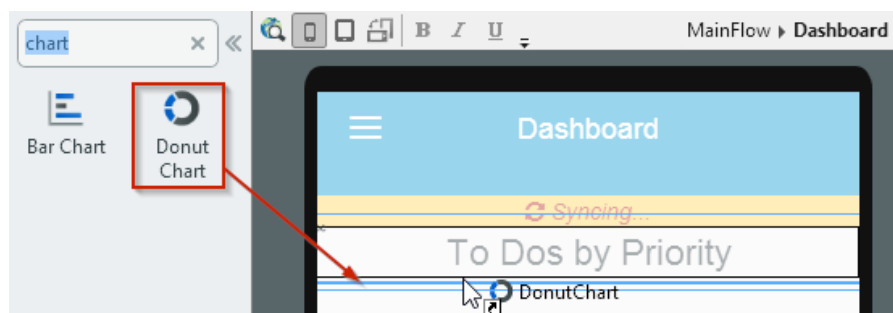 chart
B I U
MainFlow Dashboard
Bar Chart
Donut
Chart
Dashboard
Syncing...
To Dos by Priority
DonutChart